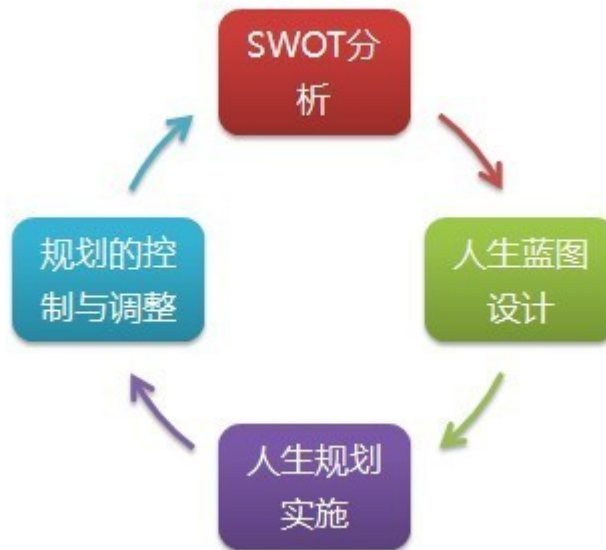 SWOT分
析
人生蓝图
设计
人生规划
实施
规划的控
制与调整